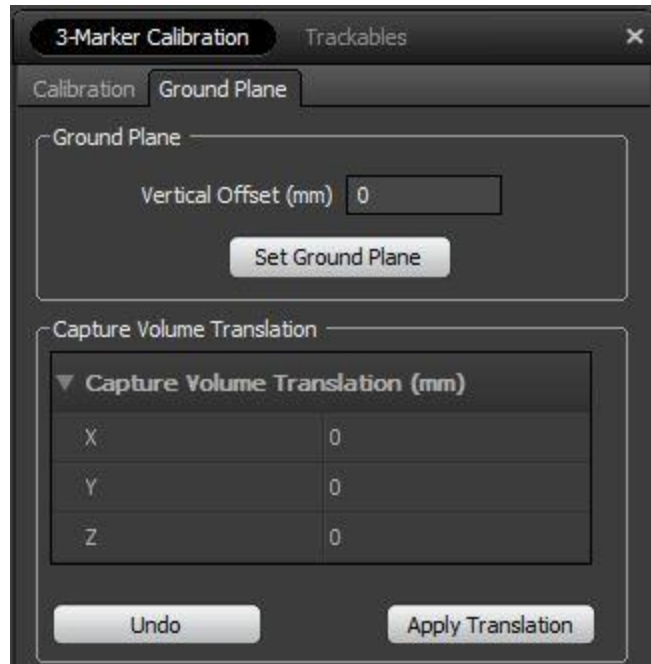 3-Marker Calibration Trackables
Calibration Ground Plane
Ground Plane
Vertical Offset (mm) 0
Set Ground Plane
Capture Volume Translation
Capture Volume Translation (mm)
X 0
Y 0
Z 0
Undo Apply Translation